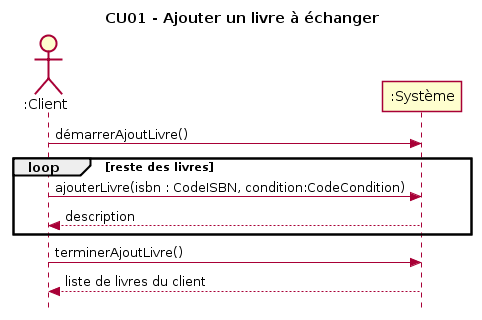 CU01 - Ajouter un livre à échanger
:Client
:Système
démarrerAjoutLivre()
loop [reste des livres]
ajouterLivre(isbn : CodeISBN, condition:CodeCondition)
description
terminerAjoutLivre()
liste de livres du client